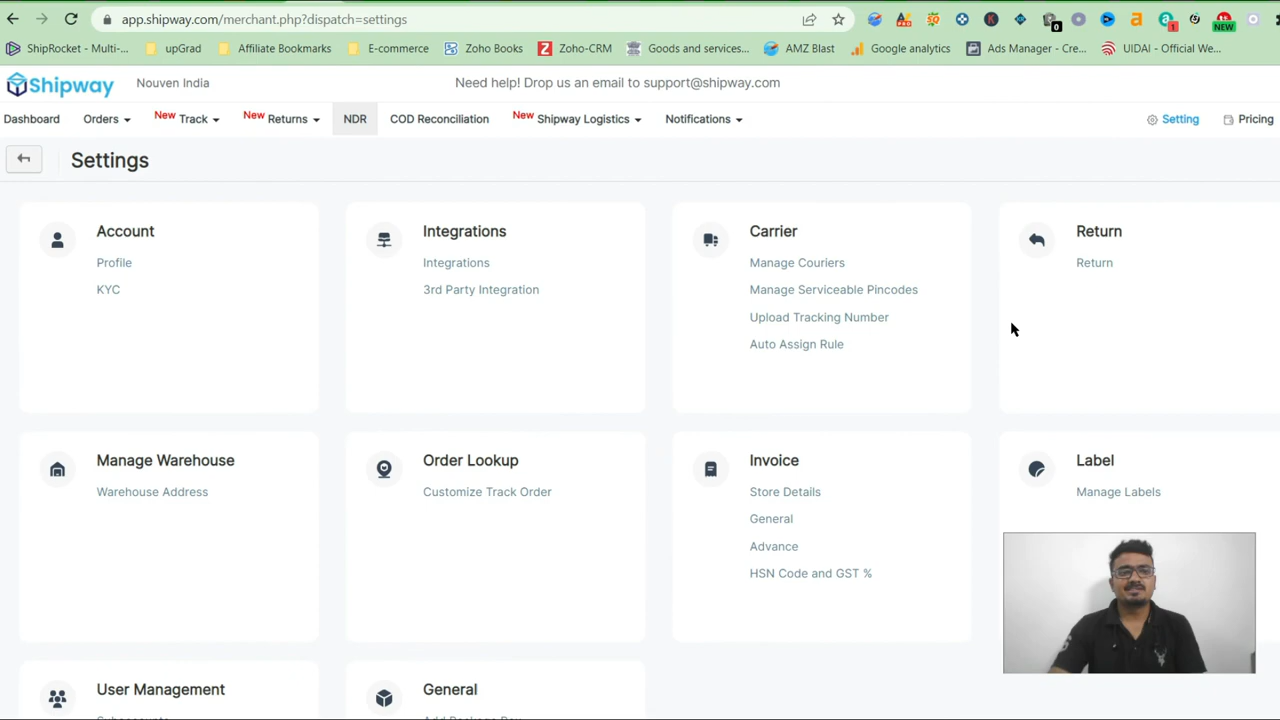 app.shipway.com/merchant.php?dispatch=settings
ShipRocket - Multi-... upGrad Affiliate Bookmarks E-commerce Zoho Books Zoho-CRM Goods and services... AMZ Blast Google analytics Ads Manager - Cre... UIDAI - Official We...
Shipway Nouven India Need help! Drop us an email to support@shipway.com
Dashboard Orders New Track New Returns NDR COD Reconciliation New Shipway Logistics Notifications Setting Pricing
Settings
Account
Profile
KYC
Integrations
Integrations
3rd Party Integration
Carrier
Manage Couriers
Manage Serviceable Pincodes
Upload Tracking Number
Auto Assign Rule
Return
Return
Manage Warehouse
Warehouse Address
Order Lookup
Customize Track Order
Invoice
Store Details
General
Advance
HSN Code and GST %
Label
Manage Labels
User Management
General